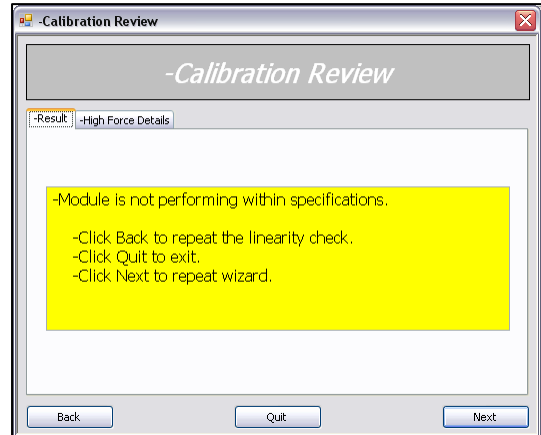 -Calibration Review
-Calibration Review
-Result -High Force Details
-Module is not performing within specifications.
-Click Back to repeat the linearity check.
-Click Quit to exit.
-Click Next to repeat wizard.
Back Quit Next